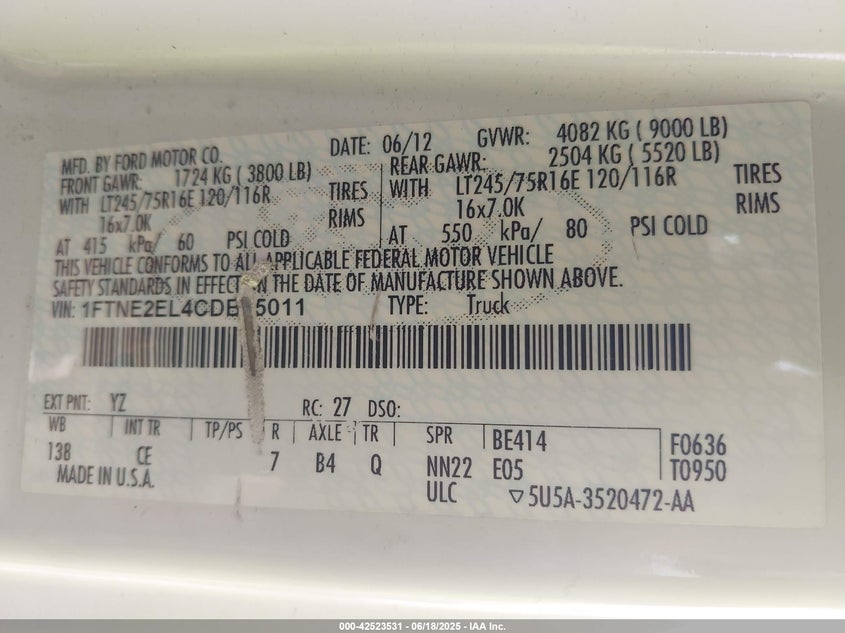 MFD. BY FORD MOTOR CO. DATE: 06/12 GVWR: 4082 KG ( 9000 LB)
FRONT GAWR: 1724 KG ( 3800 LB) REAR GAWR: 2504 KG ( 5520 LB)
WITH LT245/75R16E 120/116R TIRES WITH LT245/75R16E 120/116R TIRES
16x7.0K RIMS 16x7.0K RIMS
AT 415 kPa/ 60 PSI COLD AT 550 kPa/ 80 PSI COLD
THIS VEHICLE CONFORMS TO ALL APPLICABLE FEDERAL MOTOR VEHICLE
SAFETY STANDARDS IN EFFECT ON THE DATE OF MANUFACTURE SHOWN ABOVE.
VIN: TYPE: Truck
EXT PNT: YZ RC: 27 DSO:
WB INT TR TP/PS R AXLE TR SPR BE414 F0636
138 CE 7 B4 Q NN22 E05 T0950
MADE IN U.S.A. ULC ▽5U5A-3520472-AA
000-42523531 - 06/18/2025 - IAA Inc.